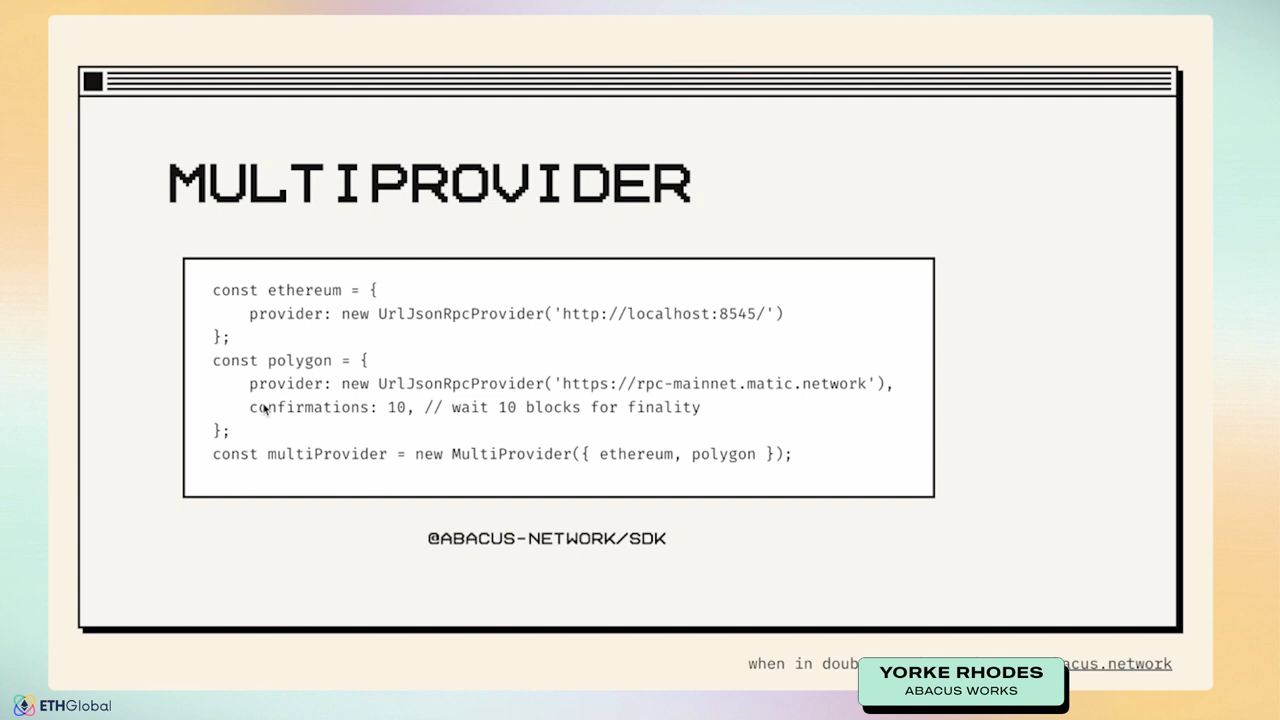 MULTIPROVIDER
const ethereum = {
provider: new UrlJsonRpcProvider('http://localhost:8545/')
};
const polygon = {
provider: new UrlJsonRpcProvider('https://rpc-mainnet.matic.network'),
confirmations: 10, // wait 10 blocks for finality
};
const multiProvider = new MultiProvider({ ethereum, polygon });
@ABACUS-NETWORK/SDK
when in doub acus.network
YORKE RHODES
ABACUS WORKS
ETHGlobal